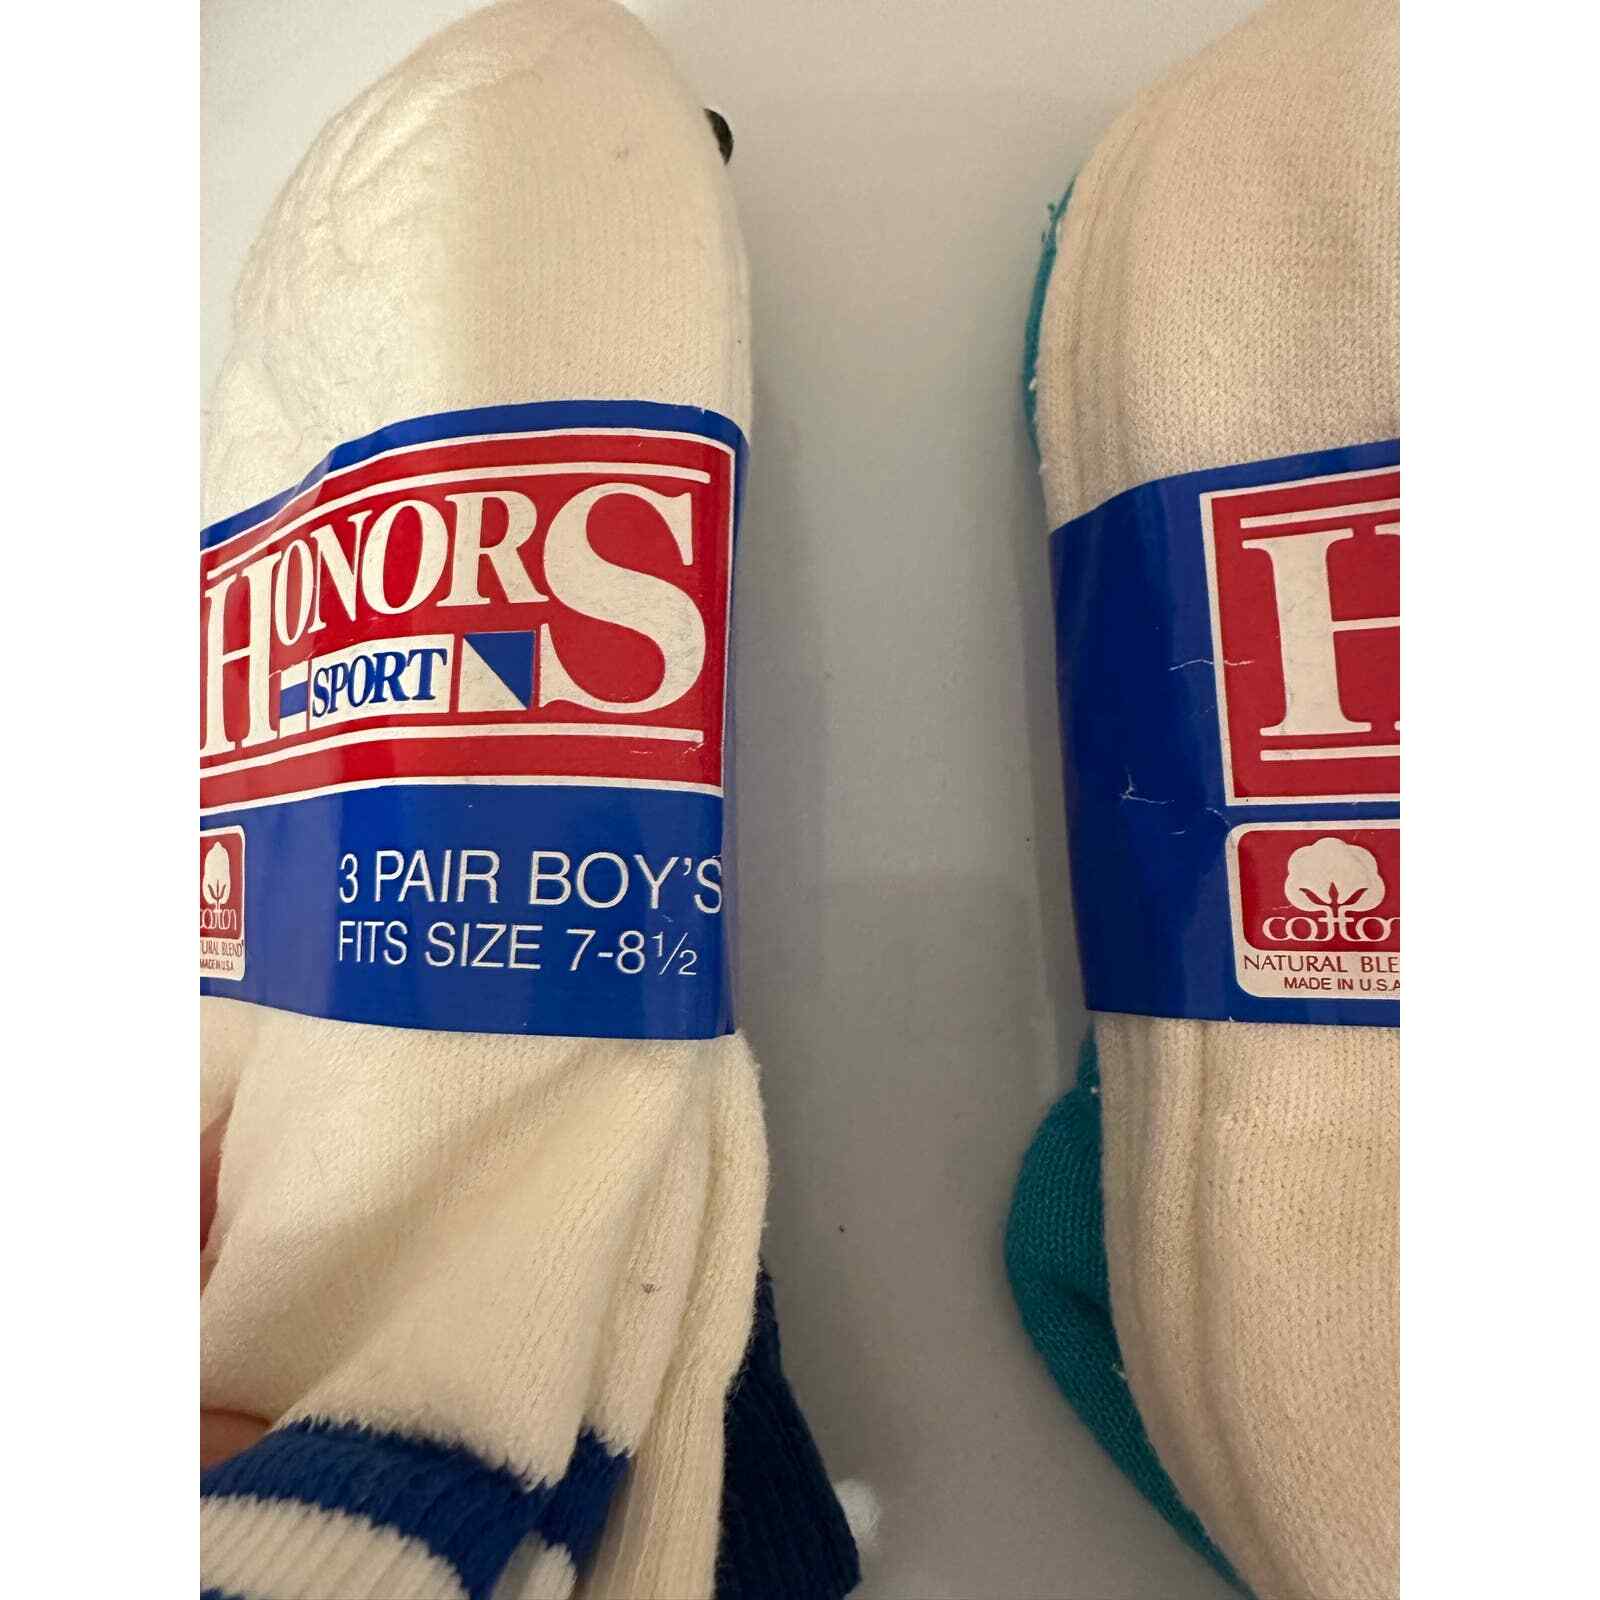 HONORS
SPORT
3 PAIR BOY'S
FITS SIZE 7-8½
cotton
NATURAL BLEND
MADE IN U.S.A.
H
cotton
NATURAL BLE
MADE IN U.S.A